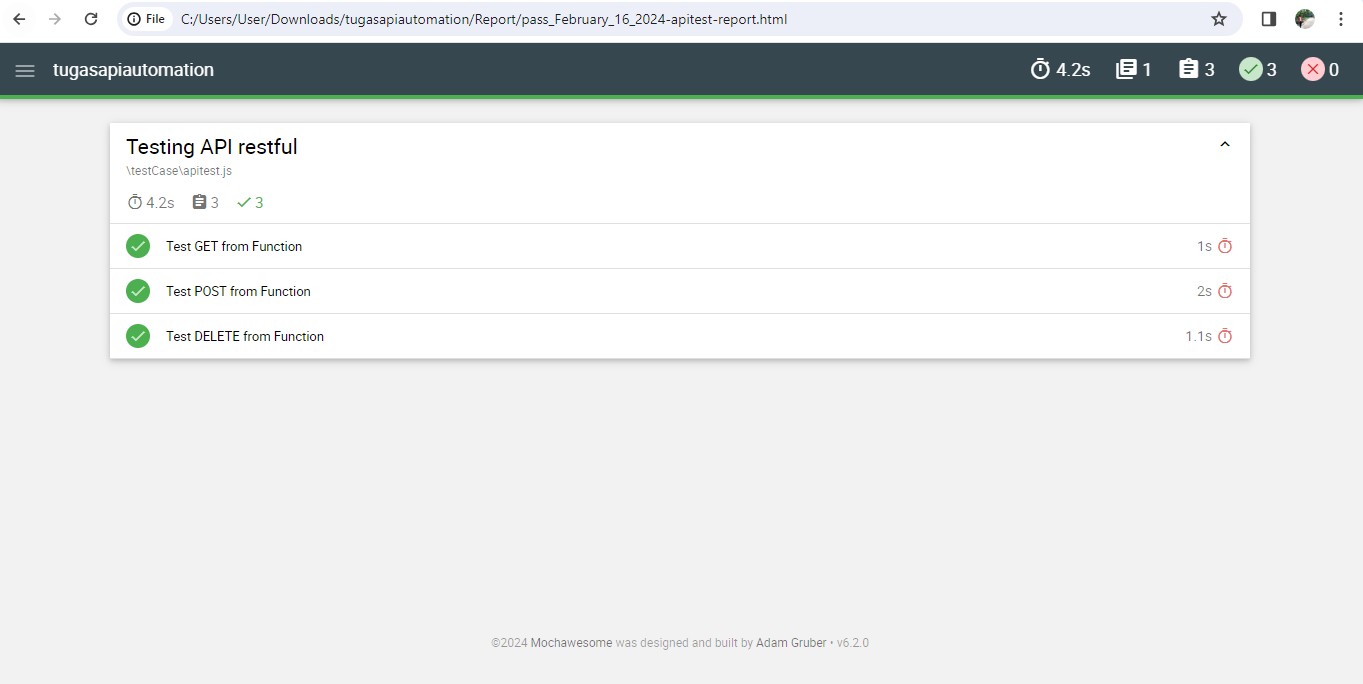 File C:/Users/User/Downloads/tugasapiautomation/Report/pass_February_16_2024-apitest-report.html
tugasapiautomation 4.2s 1 3 3 0
Testing API restful
\testCase\apitest.js
4.2s 3 3
Test GET from Function 1s
Test POST from Function 2s
Test DELETE from Function 1.1s
©2024 Mochawesome was designed and built by Adam Gruber • v6.2.0